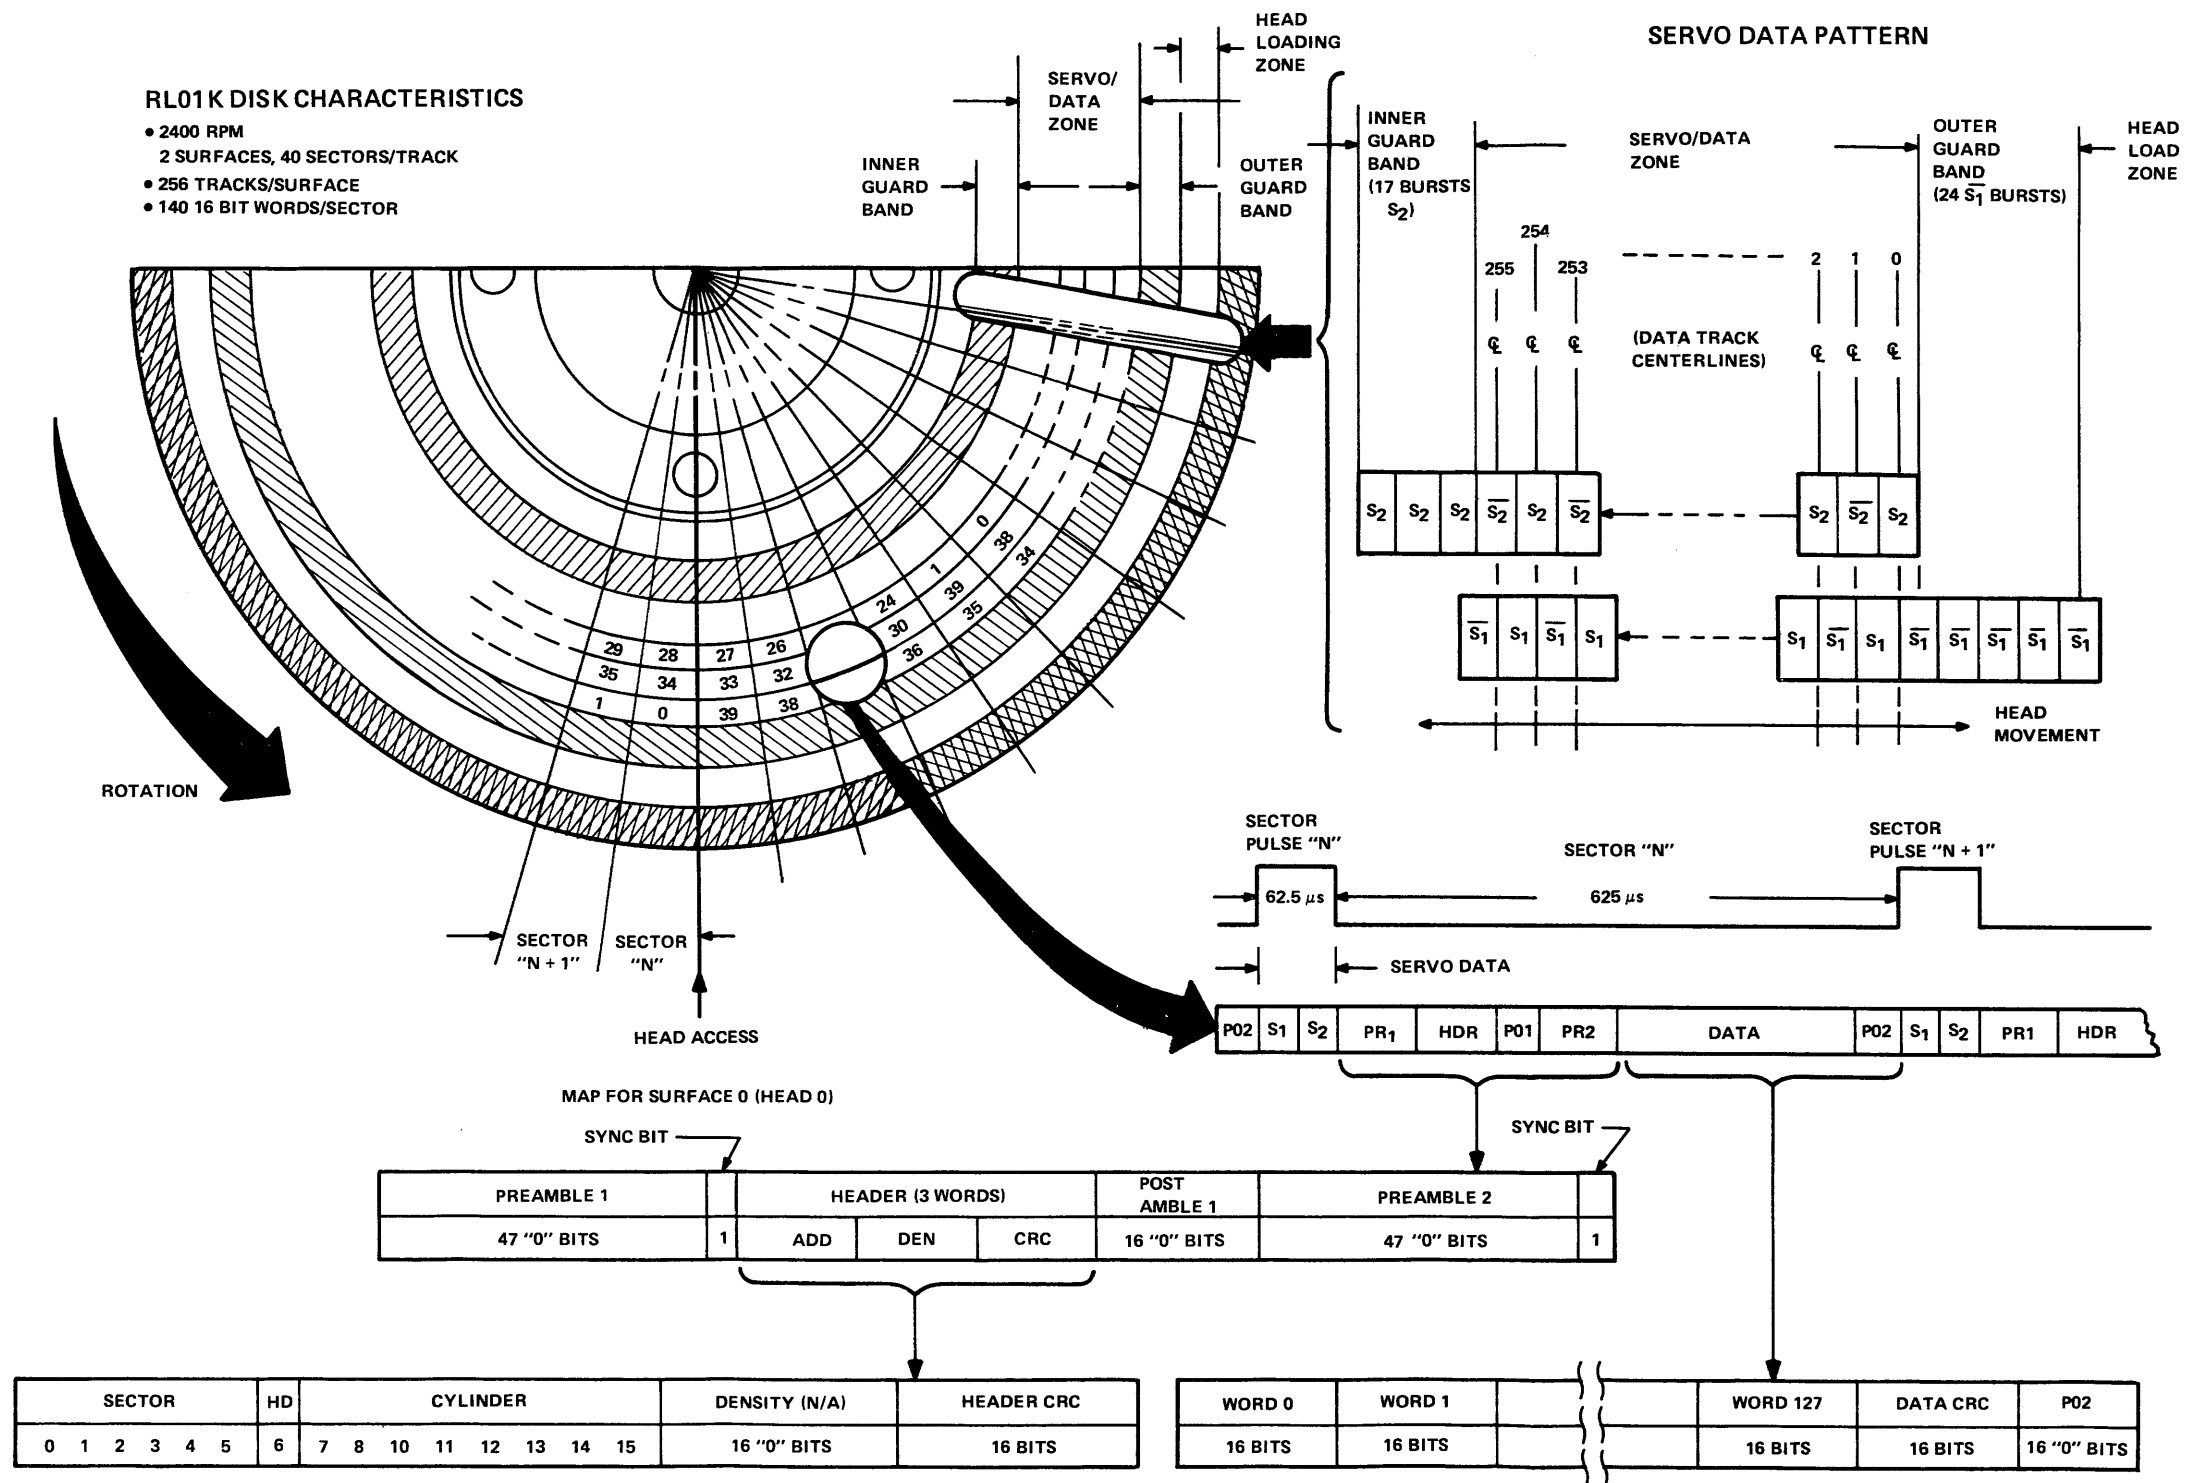 RL01K DISK CHARACTERISTICS
• 2400 RPM
2 SURFACES, 40 SECTORS/TRACK
• 256 TRACKS/SURFACE
• 140 16 BIT WORDS/SECTOR
INNER
GUARD
BAND
SERVO/
DATA
ZONE
HEAD
LOADING
ZONE
OUTER
GUARD
BAND
0
38
34
1
39
35
24
30
36
29 28 27 26
35 34 33 32
1 0 39 38
ROTATION
SECTOR
"N + 1"
SECTOR
"N"
HEAD ACCESS
SERVO DATA PATTERN
INNER
GUARD
BAND
(17 BURSTS
S2)
SERVO/DATA
ZONE
OUTER
GUARD
BAND
(24 S̅1 BURSTS)
HEAD
LOAD
ZONE
255 254 253 2 1 0
℄ ℄ ℄ ℄ ℄ ℄
(DATA TRACK
CENTERLINES)
S2 S2 S2 S̅2 S2 S̅2 S2 S̅2 S2
S̅1 S1 S̅1 S1 S1 S̅1 S1 S̅1 S̅1 S̅1 S̅1 S̅1
HEAD
MOVEMENT
SECTOR
PULSE "N"
SECTOR "N"
SECTOR
PULSE "N + 1"
62.5 μs
625 μs
SERVO DATA
P02 S1 S2 PR1 HDR P01 PR2 DATA P02 S1 S2 PR1 HDR
MAP FOR SURFACE 0 (HEAD 0)
SYNC BIT
SYNC BIT
PREAMBLE 1
HEADER (3 WORDS)
POST
AMBLE 1
PREAMBLE 2
47 "0" BITS 1 ADD DEN CRC 16 "0" BITS 47 "0" BITS 1
SECTOR HD CYLINDER DENSITY (N/A) HEADER CRC
0 1 2 3 4 5 6 7 8 10 11 12 13 14 15 16 "0" BITS 16 BITS
WORD 0 WORD 1 WORD 127 DATA CRC P02
16 BITS 16 BITS 16 BITS 16 BITS 16 "0" BITS